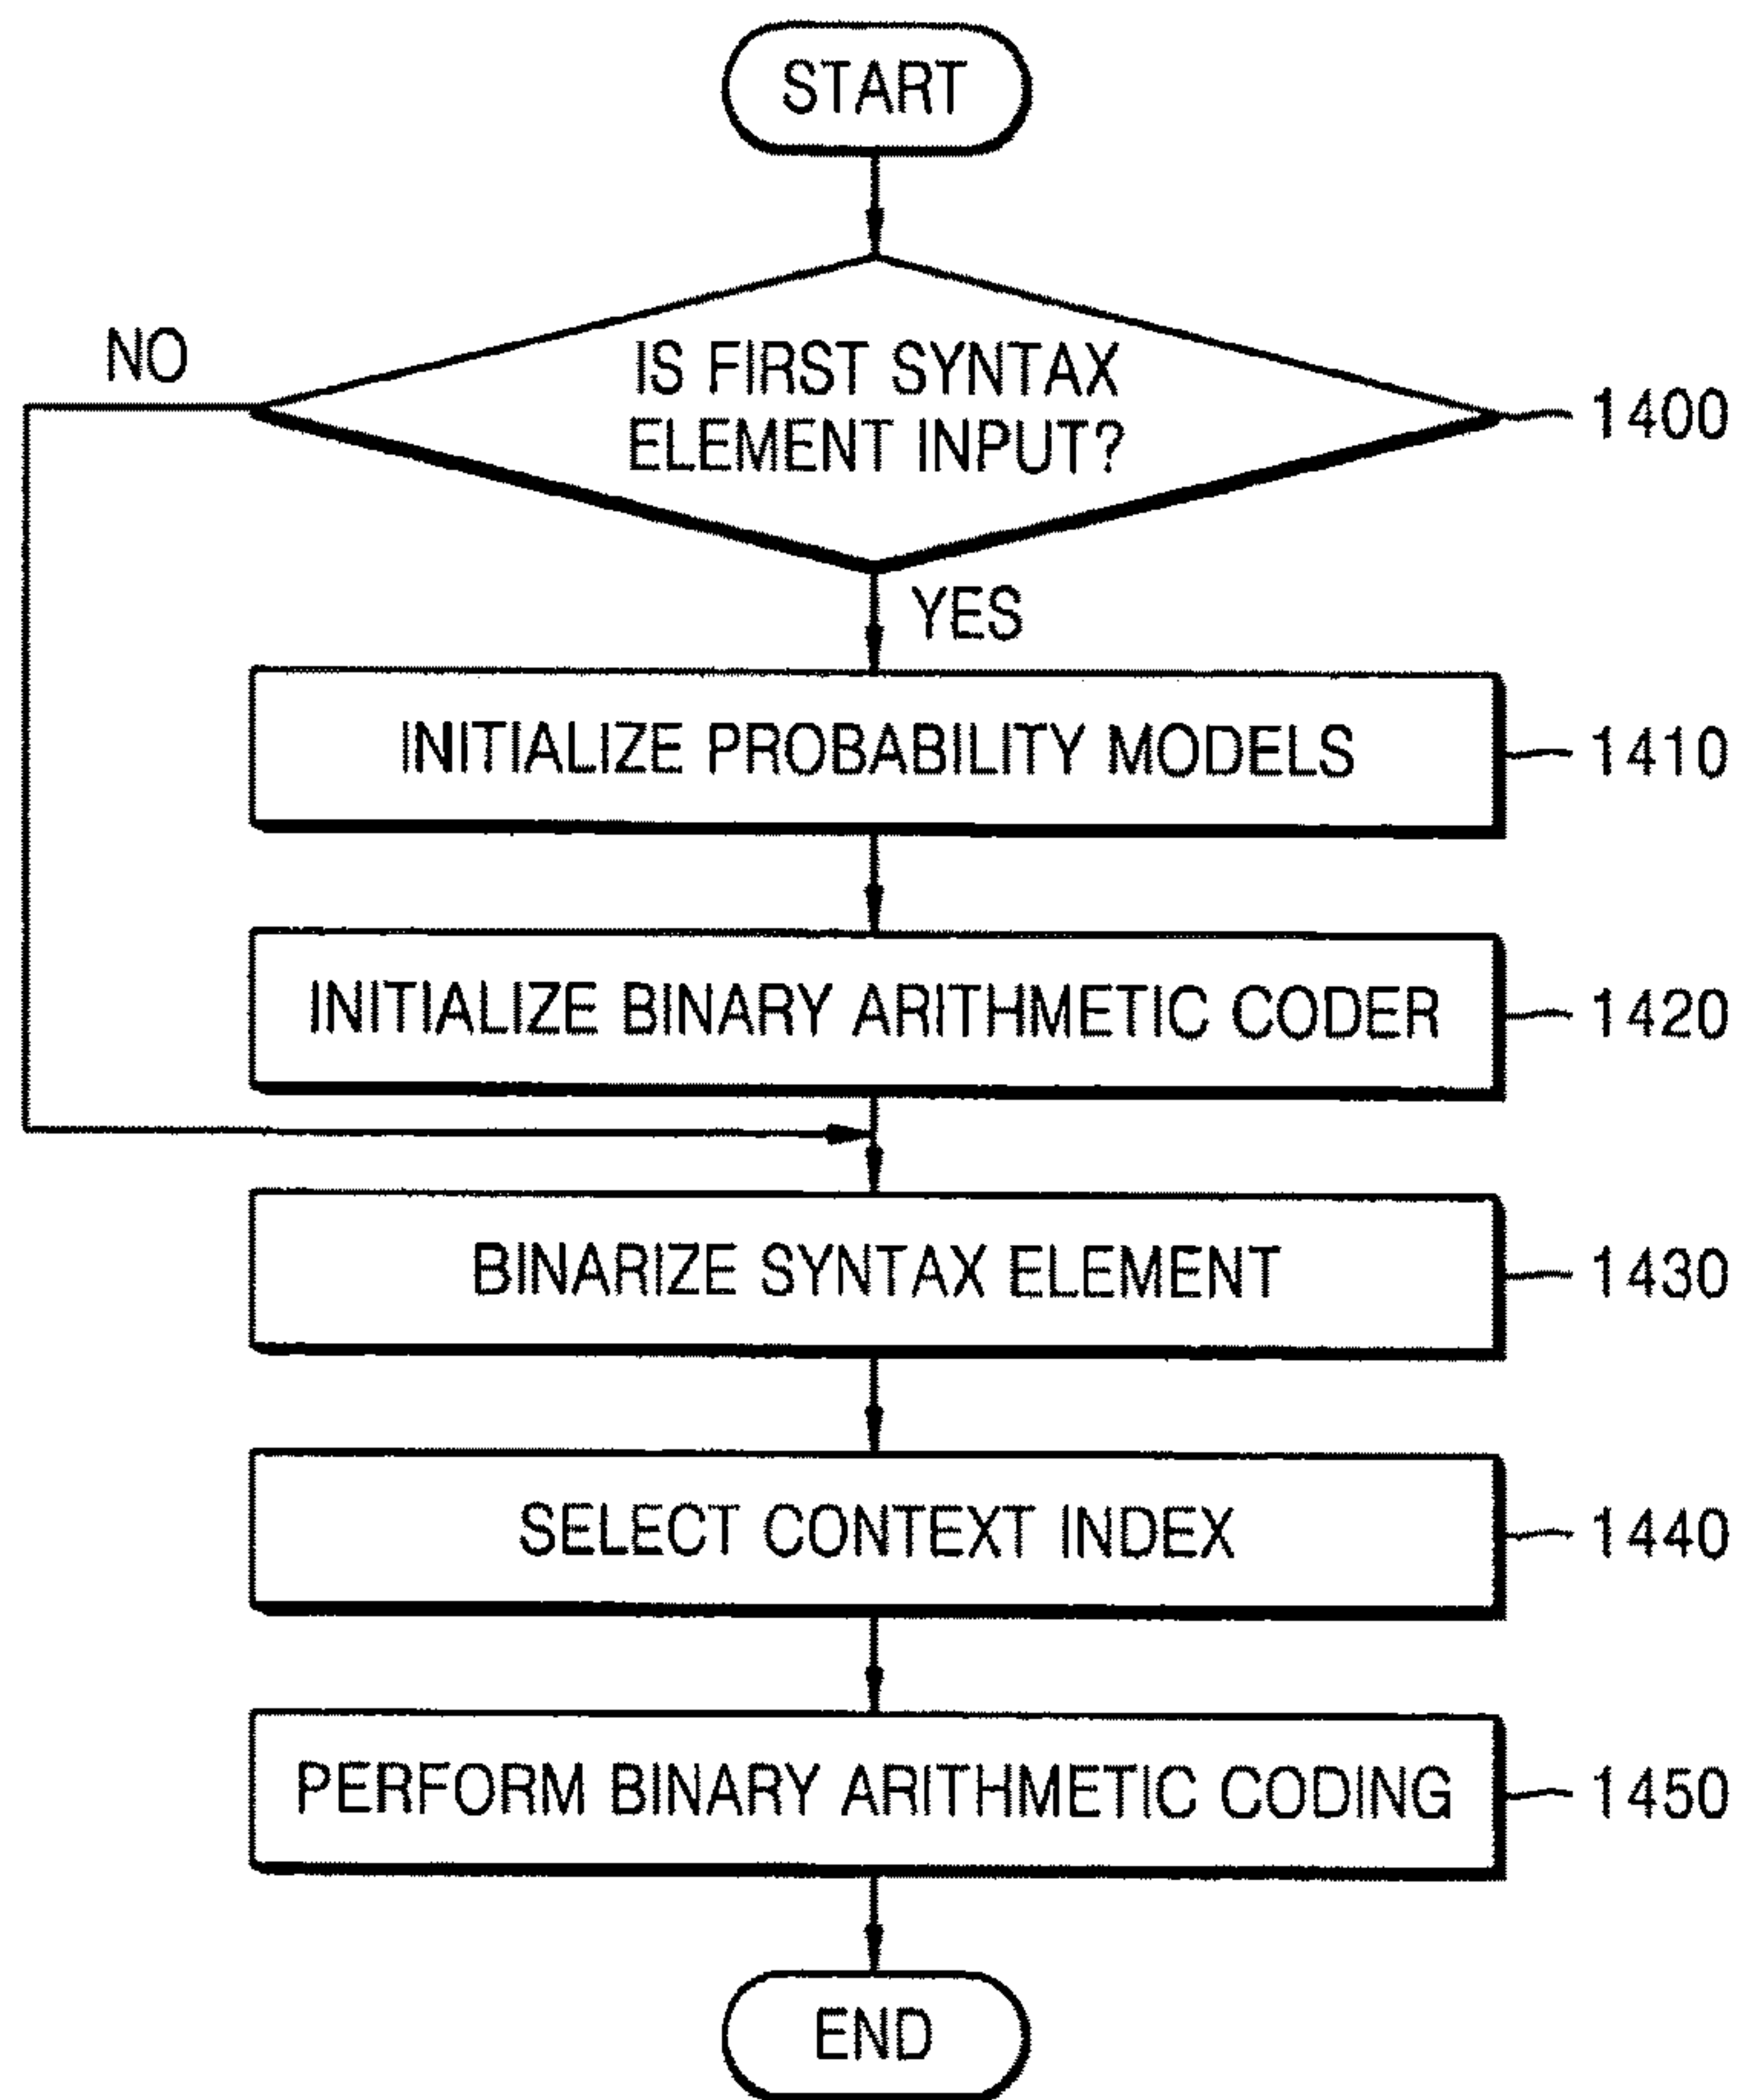 START
NO
IS FIRST SYNTAX
ELEMENT INPUT?
1400
YES
INITIALIZE PROBABILITY MODELS
1410
INITIALIZE BINARY ARITHMETIC CODER
1420
BINARIZE SYNTAX ELEMENT
1430
SELECT CONTEXT INDEX
1440
PERFORM BINARY ARITHMETIC CODING
1450
END